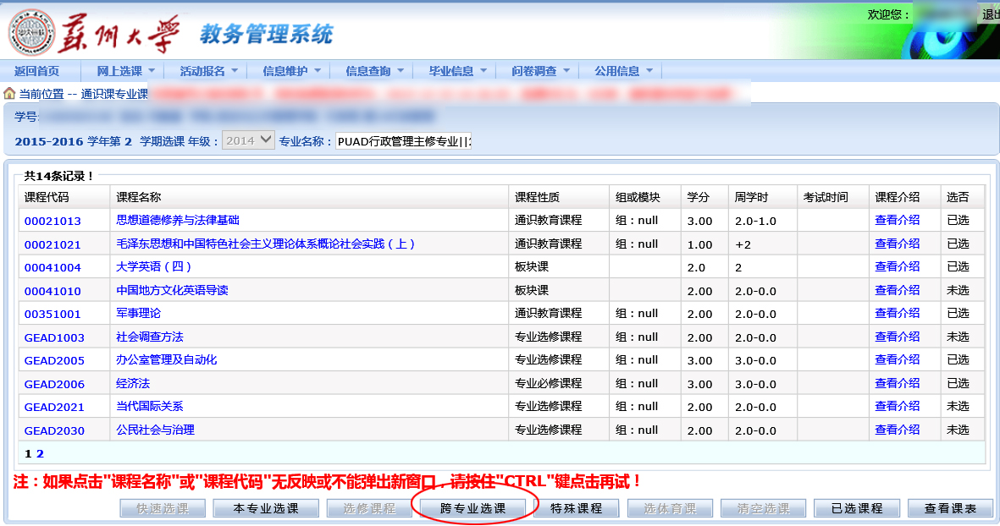 苏州大学 教务管理系统 欢迎您： 退出
返回首页 网上选课 活动报名 信息维护 信息查询 毕业信息 问卷调查 公用信息
当前位置 -- 通识课专业课
学号:
2015-2016 学年第 2 学期选课 年级： 2014 专业名称： PUAD行政管理主修专业||2
共14条记录！
课程代码 课程名称 课程性质 组或模块 学分 周学时 考试时间 课程介绍 选否
00021013 思想道德修养与法律基础 通识教育课程 组：null 3.00 2.0-1.0 查看介绍 已选
00021021 毛泽东思想和中国特色社会主义理论体系概论社会实践（上） 通识教育课程 组：null 1.00 +2 查看介绍 已选
00041004 大学英语（四） 板块课 2.0 2 查看介绍 已选
00041010 中国地方文化英语导读 板块课 2.00 2.0-0.0 查看介绍 未选
00351001 军事理论 通识教育课程 组：null 2.00 2.0-0.0 查看介绍 已选
GEAD1003 社会调查方法 专业选修课程 组：null 2.00 2.0-0.0 查看介绍 未选
GEAD2005 办公室管理及自动化 专业选修课程 组：null 3.00 3.0-0.0 查看介绍 已选
GEAD2006 经济法 专业必修课程 组：null 3.00 3.0-0.0 查看介绍 已选
GEAD2021 当代国际关系 专业选修课程 组：null 2.00 2.0-0.0 查看介绍 未选
GEAD2030 公民社会与治理 专业选修课程 组：null 2.00 2.0-0.0 查看介绍 未选
1 2
注：如果点击"课程名称"或"课程代码"无反映或不能弹出新窗口，请按住"CTRL"键点击再试！
快速选课 本专业选课 选修课程 跨专业选课 特殊课程 选体育课 清空选课 已选课程 查看课表